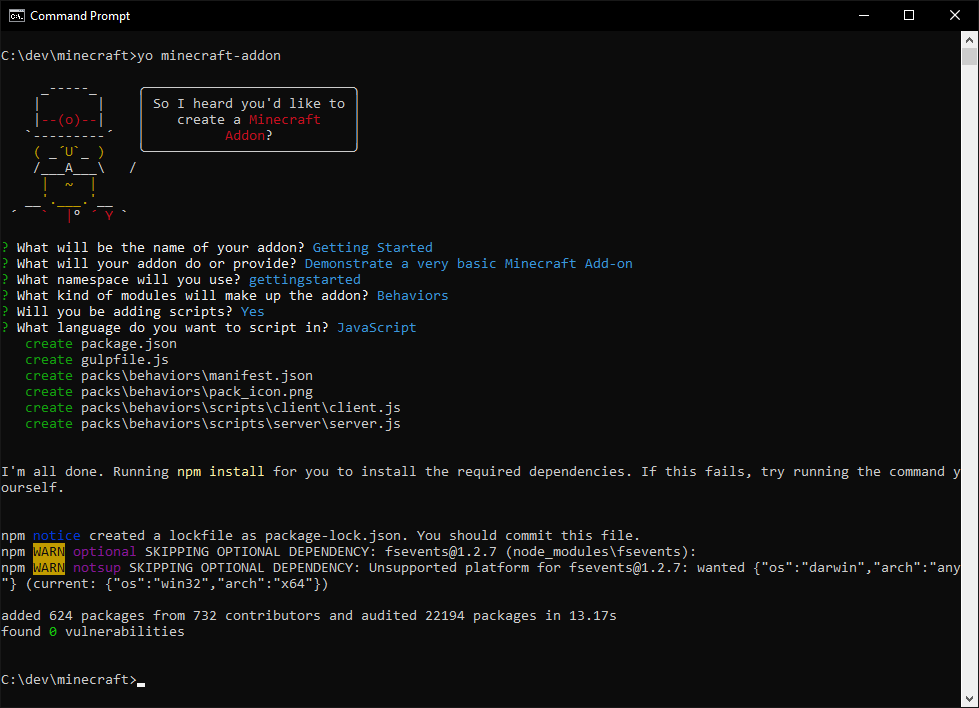 Command Prompt
C:\dev\minecraft>yo minecraft-addon
     _-----_     ╭──────────────────────────╮
    |       |    │ So I heard you'd like to │
    |--(o)--|    │    create a Minecraft    │
   `---------´   │          Addon?          │
    ( _´U`_ )    ╰──────────────────────────╯
    /___A___\   /
     |  ~  |
   __'.___.'__
 ´   `  |° ´ Y `
? What will be the name of your addon? Getting Started
? What will your addon do or provide? Demonstrate a very basic Minecraft Add-on
? What namespace will you use? gettingstarted
? What kind of modules will make up the addon? Behaviors
? Will you be adding scripts? Yes
? What language do you want to script in? JavaScript
   create package.json
   create gulpfile.js
   create packs\behaviors\manifest.json
   create packs\behaviors\pack_icon.png
   create packs\behaviors\scripts\client\client.js
   create packs\behaviors\scripts\server\server.js
I'm all done. Running npm install for you to install the required dependencies. If this fails, try running the command y
ourself.
npm notice created a lockfile as package-lock.json. You should commit this file.
npm WARN optional SKIPPING OPTIONAL DEPENDENCY: fsevents@1.2.7 (node_modules\fsevents):
npm WARN notsup SKIPPING OPTIONAL DEPENDENCY: Unsupported platform for fsevents@1.2.7: wanted {"os":"darwin","arch":"any
"} (current: {"os":"win32","arch":"x64"})
added 624 packages from 732 contributors and audited 22194 packages in 13.17s
found 0 vulnerabilities
C:\dev\minecraft>